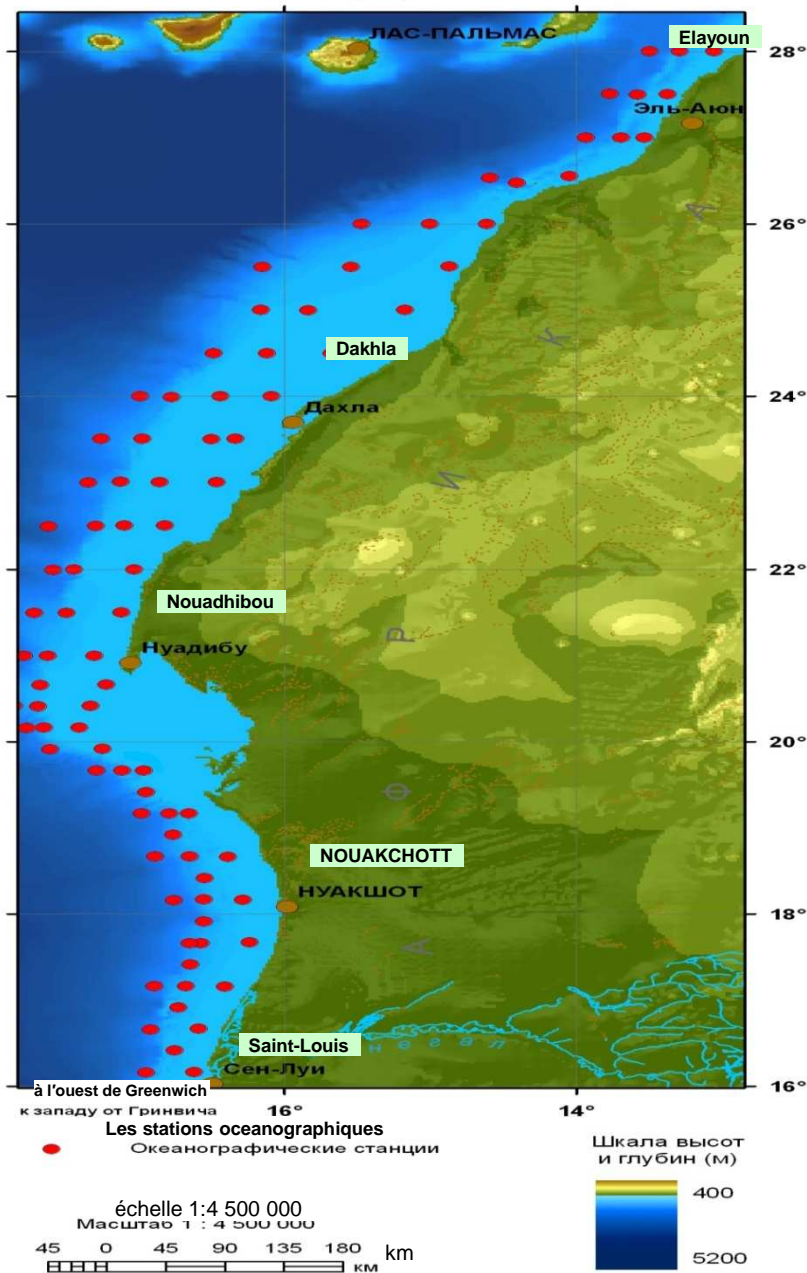 ЛАС-ПАЛЬМАС
Elayoun
28°
Эль-Аюн
А
26°
К
Dakhla
24°
Дахла
И
22°
Nouadhibou
Р
Нуадибу
20°
Ф
NOUAKCHOTT
НУАКШОТ
18°
А
Saint-Louis
негал
Сен-Луи
16°
à l'ouest de Greenwich
к западу от Гринвича
16°
14°
Les stations oceanographiques
Океанографические станции
Шкала высот
и глубин (м)
400
5200
échelle 1:4 500 000
Масштаб 1 : 4 500 000
45 0 45 90 135 180 km
км